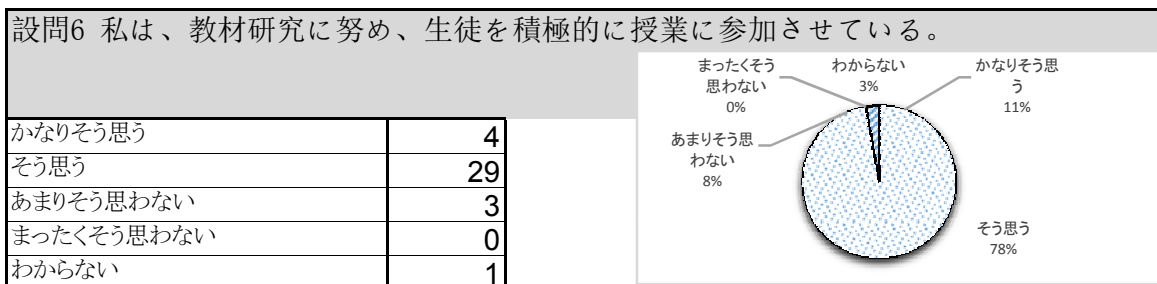 設問6 私は、教材研究に努め、生徒を積極的に授業に参加させている。
かなりそう思う 4
そう思う 29
あまりそう思わない 3
まったくそう思わない 0
わからない 1
まったくそう
思わない
0%
わからない
3%
かなりそう思
う
11%
あまりそう思
わない
8%
そう思う
78%